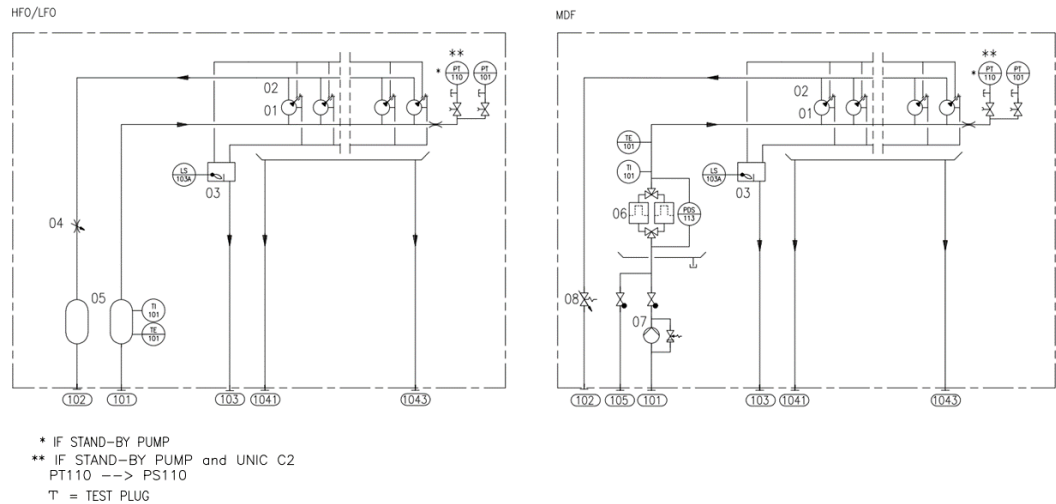 HFO/LFO
MDF
**
*
PT
110
PT
101
**
*
PT
110
PT
101
02
01
02
01
TE
101
TI
101
LS
103A
03
LS
103A
03
06
PDS
113
04
05
TI
101
TE
101
08
07
102
101
103
1041
1043
102
105
101
103
1041
1043
* IF STAND-BY PUMP
** IF STAND-BY PUMP and UNIC C2
PT110 --> PS110
T = TEST PLUG